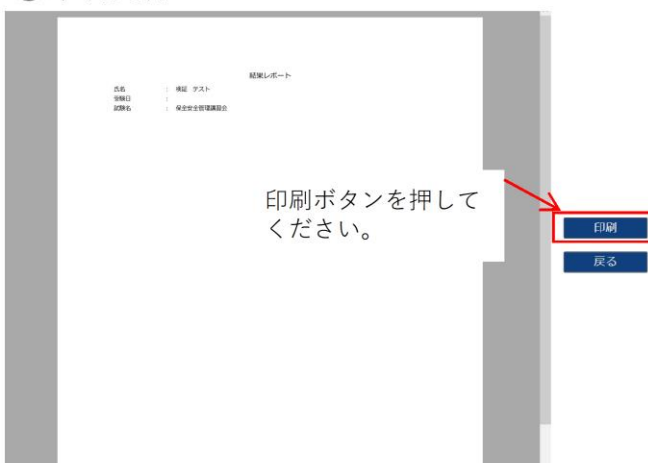 結果レポート
氏名 : 検証 テスト
受験日 :
試験名 : 保全安全管理講習会
印刷ボタンを押して
ください。
印刷
戻る